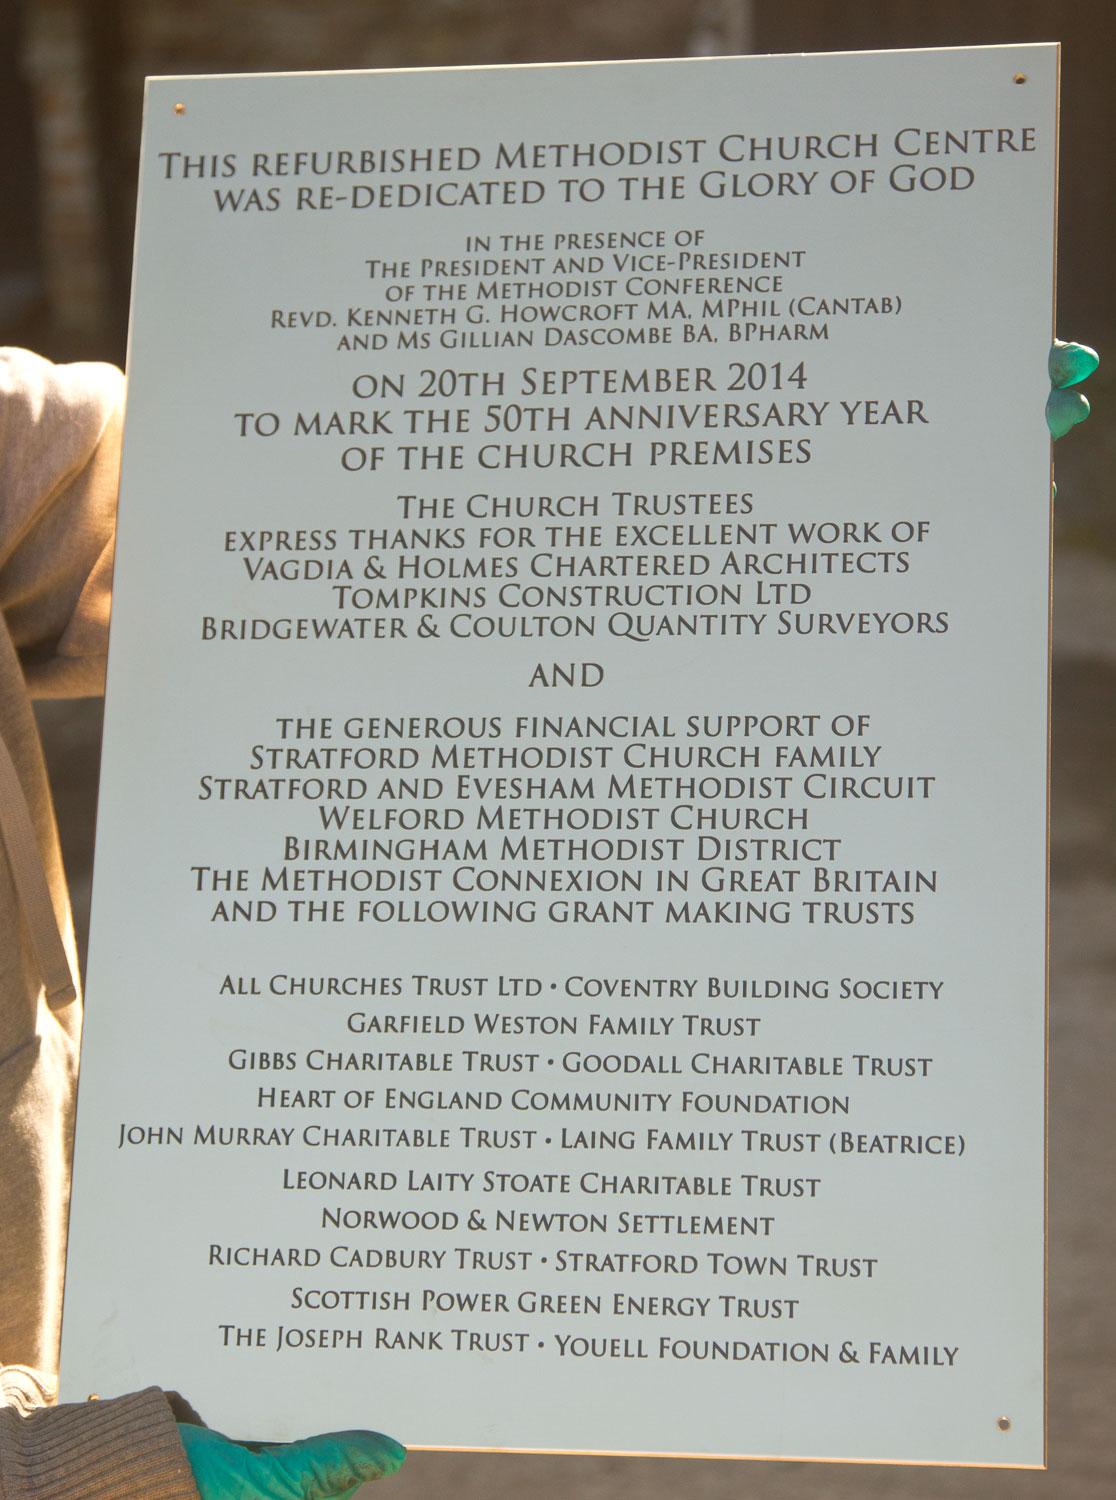 This refurbished Methodist Church Centre
was re-dedicated to the Glory of God
in the presence of
The President and Vice-President
of the Methodist Conference
Revd. Kenneth G. Howcroft MA, MPhil (Cantab)
and Ms Gillian Dascombe BA, BPharm
on 20th September 2014
to mark the 50th anniversary year
of the church premises
The Church Trustees
express thanks for the excellent work of
Vagdia & Holmes Chartered Architects
Tompkins Construction Ltd
Bridgewater & Coulton Quantity Surveyors
and
the generous financial support of
Stratford Methodist Church family
Stratford and Evesham Methodist Circuit
Welford Methodist Church
Birmingham Methodist District
The Methodist Connexion in Great Britain
and the following grant making trusts
All Churches Trust Ltd • Coventry Building Society
Garfield Weston Family Trust
Gibbs Charitable Trust • Goodall Charitable Trust
Heart of England Community Foundation
John Murray Charitable Trust • Laing Family Trust (Beatrice)
Leonard Laity Stoate Charitable Trust
Norwood & Newton Settlement
Richard Cadbury Trust • Stratford Town Trust
Scottish Power Green Energy Trust
The Joseph Rank Trust • Youell Foundation & Family